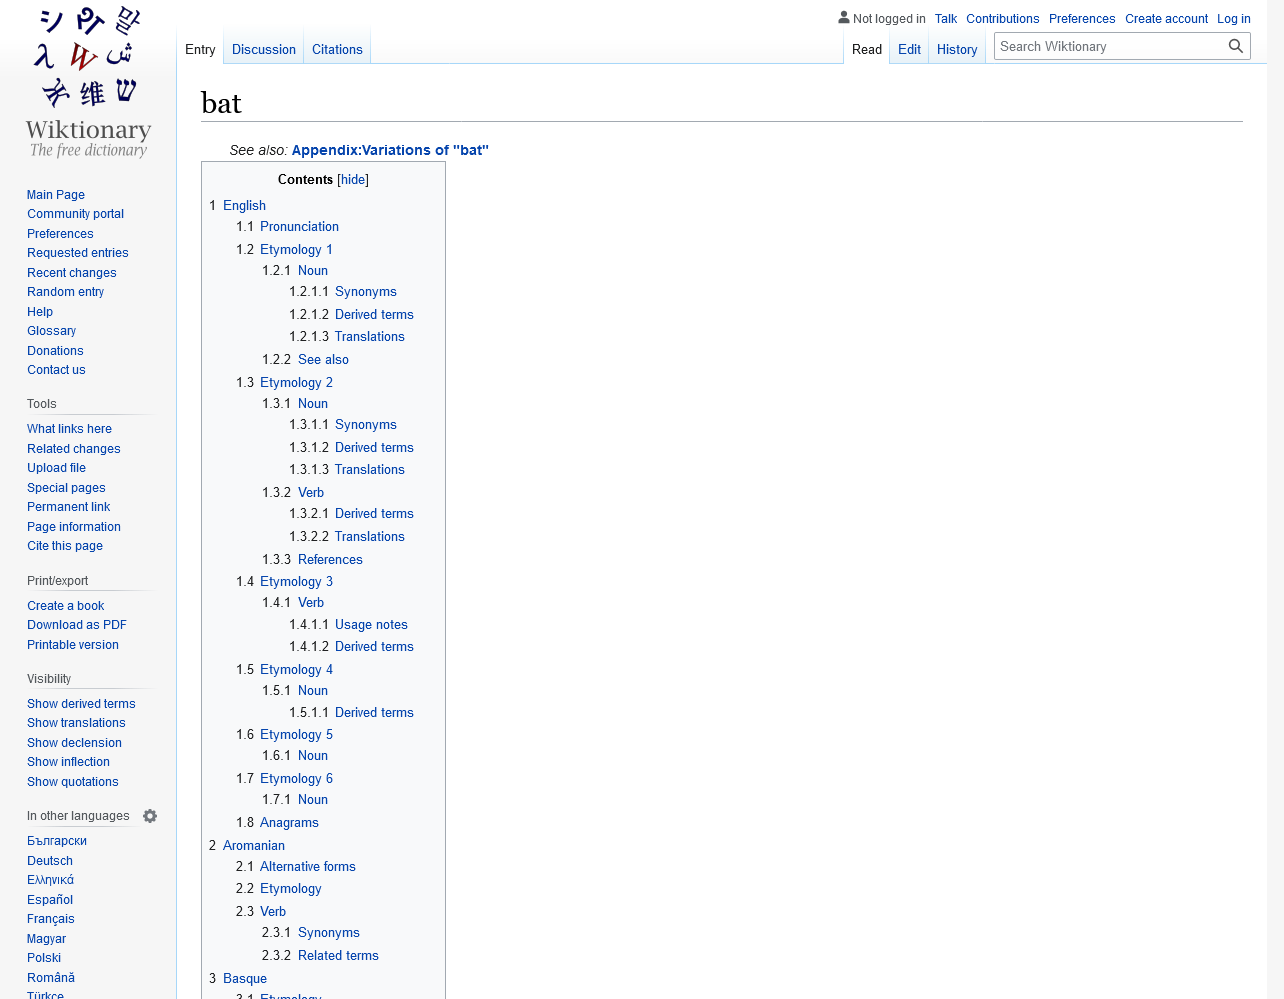 Not logged in Talk Contributions Preferences Create account Log in
Entry Discussion Citations Read Edit History Search Wiktionary
Wiktionary
The free dictionary
Main Page
Community portal
Preferences
Requested entries
Recent changes
Random entry
Help
Glossary
Donations
Contact us
Tools
What links here
Related changes
Upload file
Special pages
Permanent link
Page information
Cite this page
Print/export
Create a book
Download as PDF
Printable version
Visibility
Show derived terms
Show translations
Show declension
Show inflection
Show quotations
In other languages
Български
Deutsch
Ελληνικά
Español
Français
Magyar
Polski
Română
Türkçe
bat
See also: Appendix:Variations of "bat"
Contents [hide]
1 English
1.1 Pronunciation
1.2 Etymology 1
1.2.1 Noun
1.2.1.1 Synonyms
1.2.1.2 Derived terms
1.2.1.3 Translations
1.2.2 See also
1.3 Etymology 2
1.3.1 Noun
1.3.1.1 Synonyms
1.3.1.2 Derived terms
1.3.1.3 Translations
1.3.2 Verb
1.3.2.1 Derived terms
1.3.2.2 Translations
1.3.3 References
1.4 Etymology 3
1.4.1 Verb
1.4.1.1 Usage notes
1.4.1.2 Derived terms
1.5 Etymology 4
1.5.1 Noun
1.5.1.1 Derived terms
1.6 Etymology 5
1.6.1 Noun
1.7 Etymology 6
1.7.1 Noun
1.8 Anagrams
2 Aromanian
2.1 Alternative forms
2.2 Etymology
2.3 Verb
2.3.1 Synonyms
2.3.2 Related terms
3 Basque
3.1 Etymology